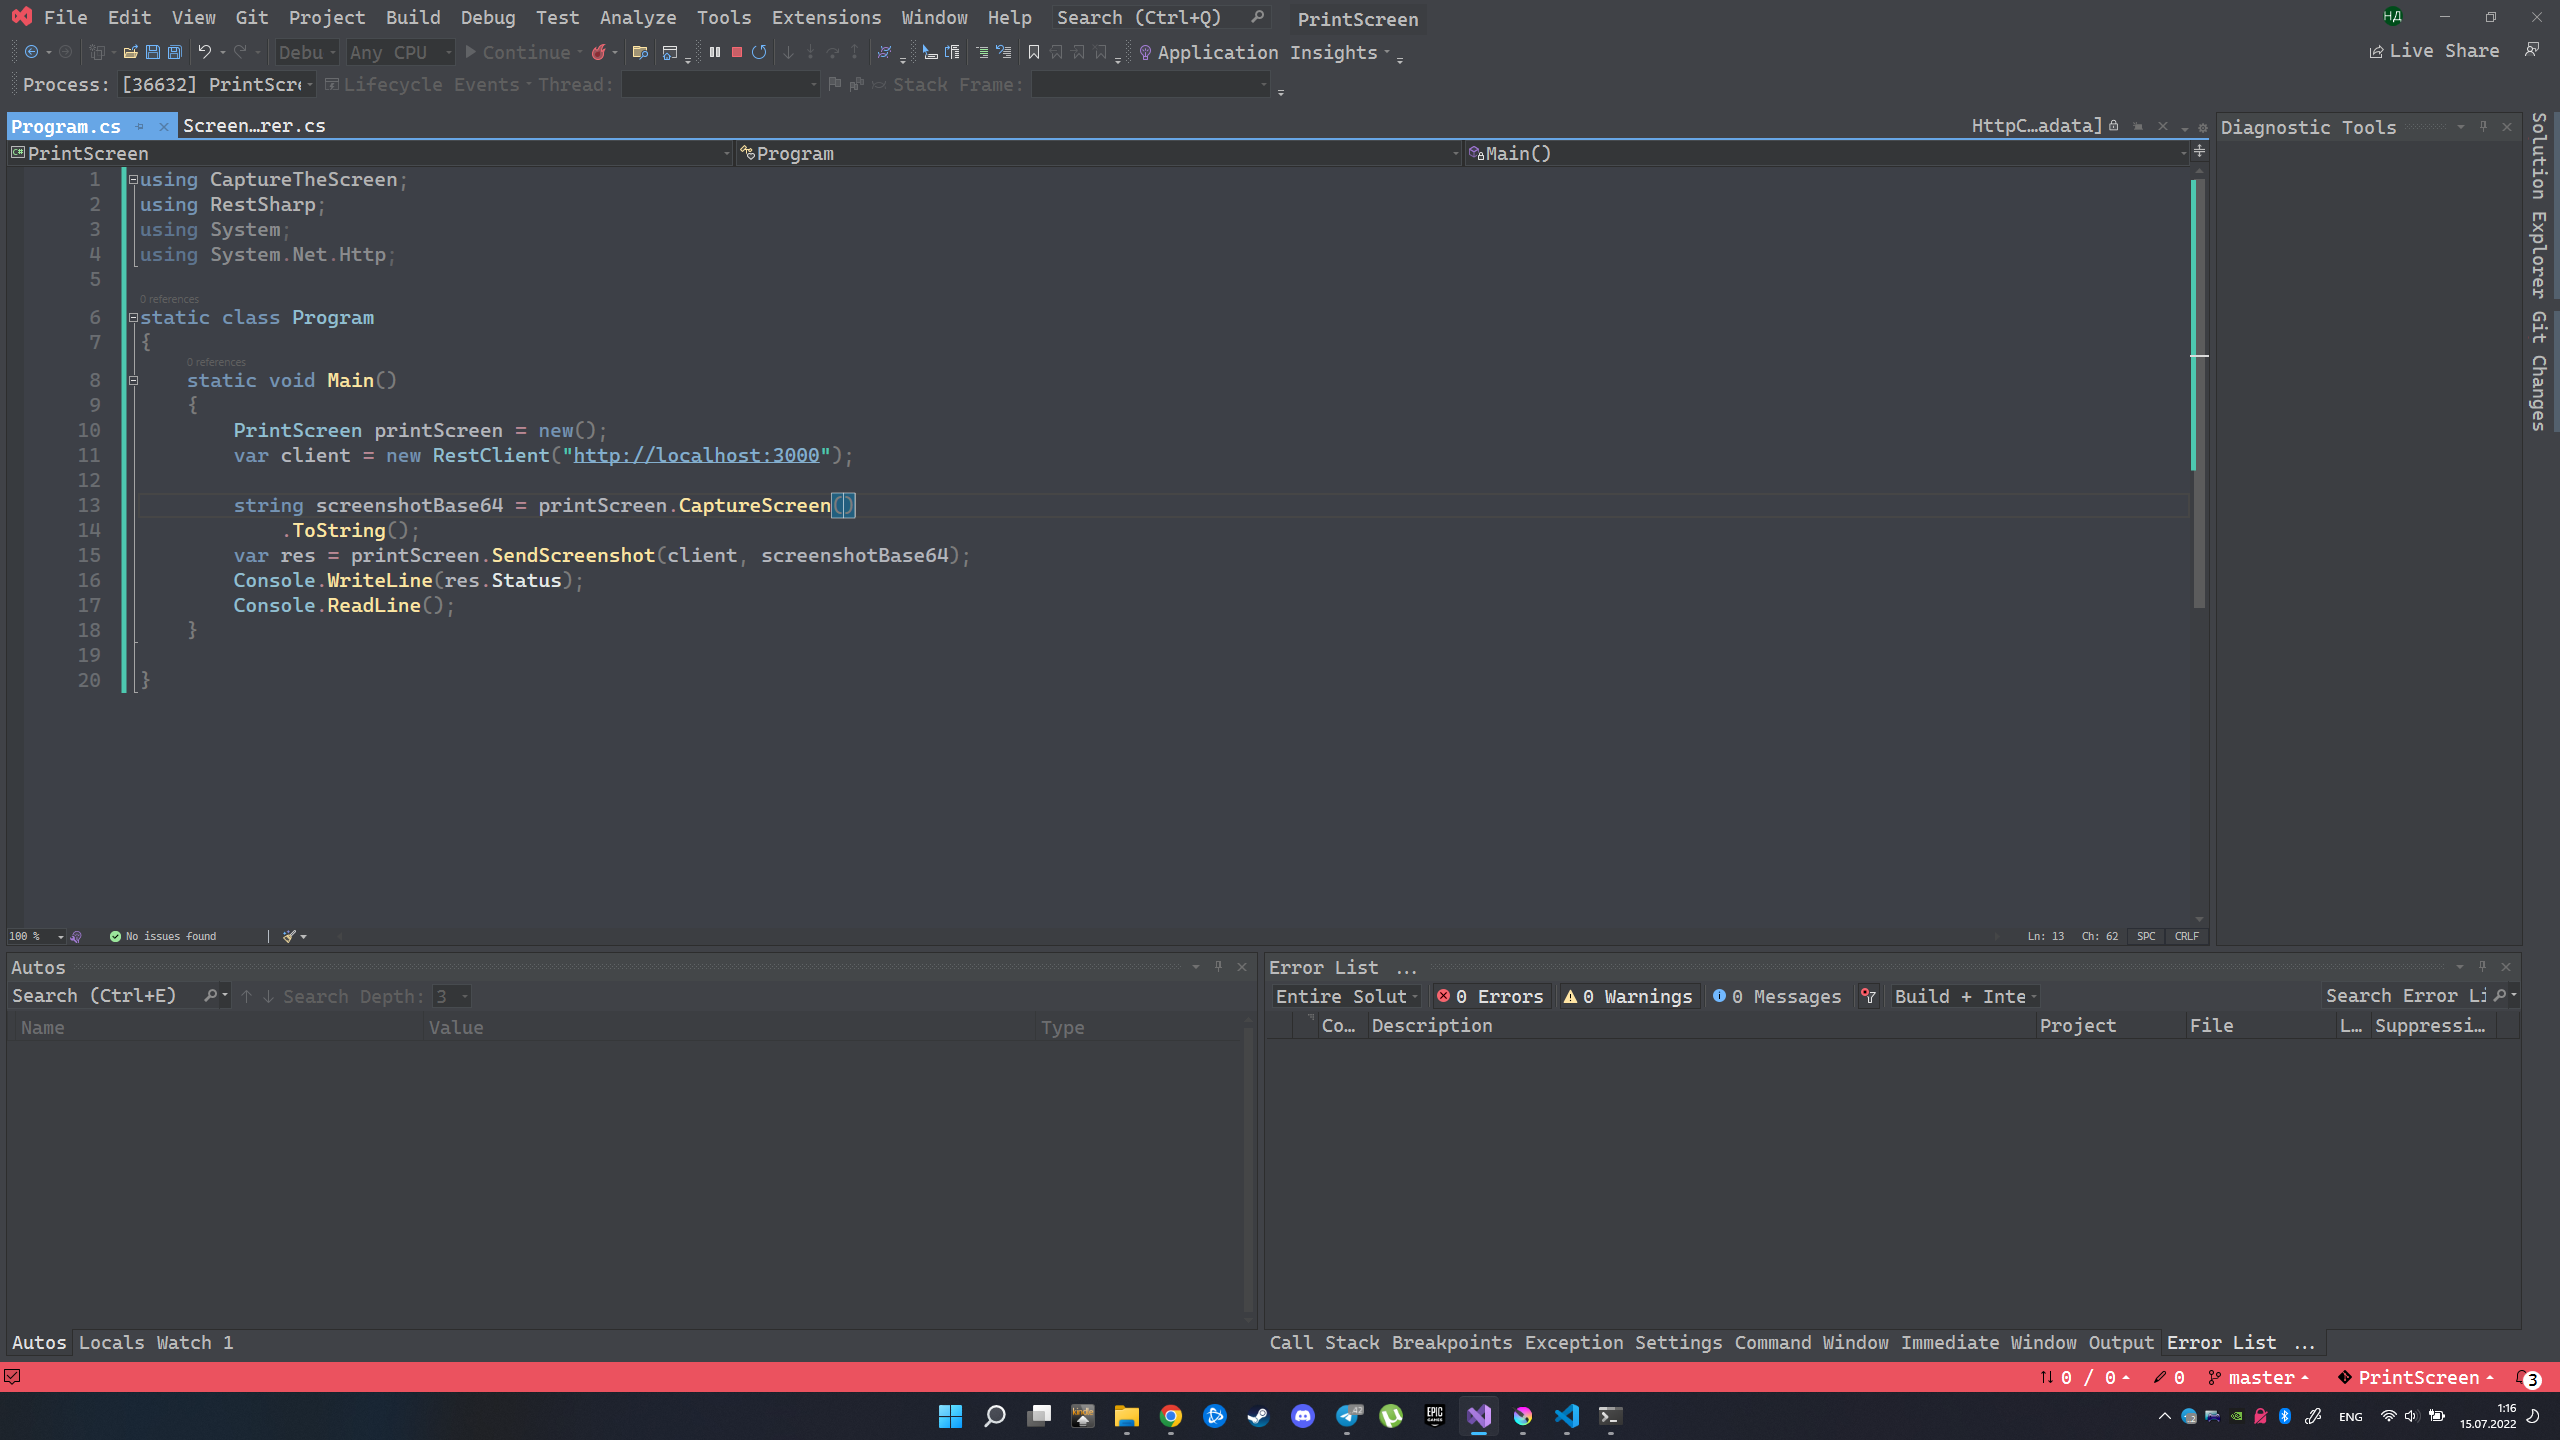 File Edit View Git Project Build Debug Test Analyze Tools Extensions Window Help Search (Ctrl+Q) PrintScreen НД
Debu Any CPU Continue Application Insights Live Share
Process: [36632] PrintScre Lifecycle Events Thread: Stack Frame:
Program.cs Screen…rer.cs HttpC…adata] Diagnostic Tools
PrintScreen Program Main()
Solution Explorer
Git Changes
1 using CaptureTheScreen;
2 using RestSharp;
3 using System;
4 using System.Net.Http;
5
0 references
6 static class Program
7 {
0 references
8 static void Main()
9 {
10 PrintScreen printScreen = new();
11 var client = new RestClient("http://localhost:3000");
12
13 string screenshotBase64 = printScreen.CaptureScreen()
14 .ToString();
15 var res = printScreen.SendScreenshot(client, screenshotBase64);
16 Console.WriteLine(res.Status);
17 Console.ReadLine();
18 }
19
20 }
100 % No issues found Ln: 13 Ch: 62 SPC CRLF
Autos
Search (Ctrl+E) Search Depth: 3
Name Value Type
Autos Locals Watch 1
Error List ...
Entire Solut 0 Errors 0 Warnings 0 Messages Build + Inte Search Error Li
Co... Description Project File L... Suppressi...
Call Stack Breakpoints Exception Settings Command Window Immediate Window Output Error List ...
0 / 0 0 master PrintScreen 3
kindle 42 EPIC GAMES ENG 1:16
15.07.2022